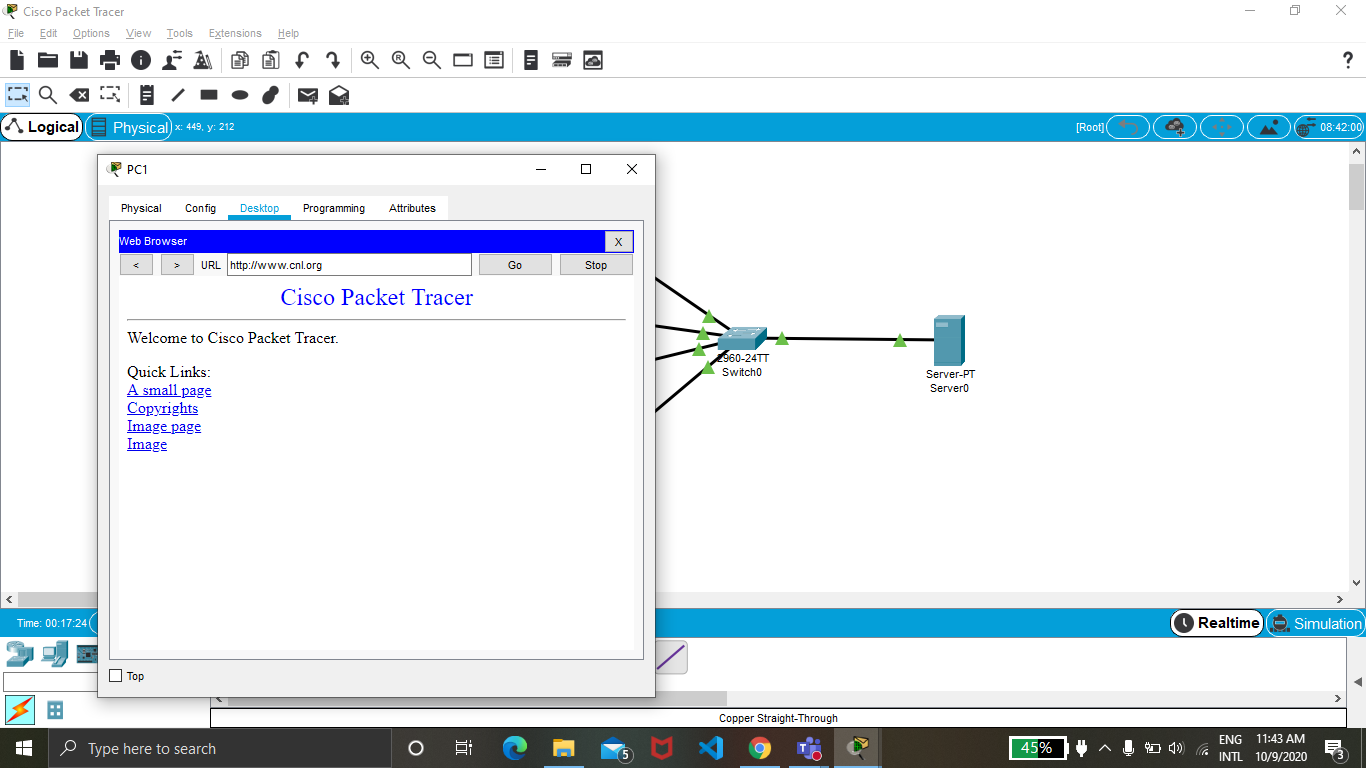 Cisco Packet Tracer
File Edit Options View Tools Extensions Help
Logical Physical x: 449, y: 212 [Root] 08:42:00
PC1
Physical Config Desktop Programming Attributes
Web Browser X
< > URL http://www.cnl.org Go Stop
Cisco Packet Tracer
Welcome to Cisco Packet Tracer.
Quick Links:
A small page
Copyrights
Image page
Image
2960-24TT
Switch0
Server-PT
Server0
Time: 00:17:24 Realtime Simulation
Top
Copper Straight-Through
Type here to search 5 45% ENG 11:43 AM
INTL 10/9/2020 3